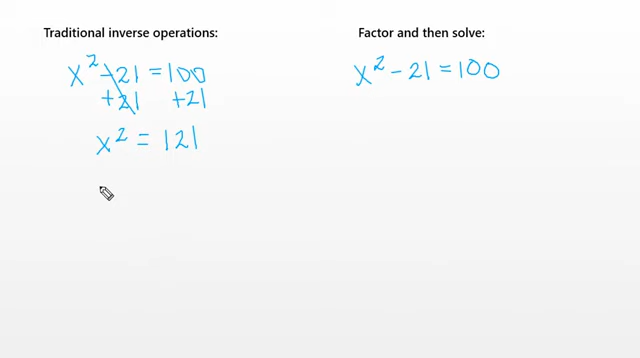 Traditional inverse operations:
x² - 21 = 100
+ 21 + 21
x² = 121
Factor and then solve:
x² - 21 = 100